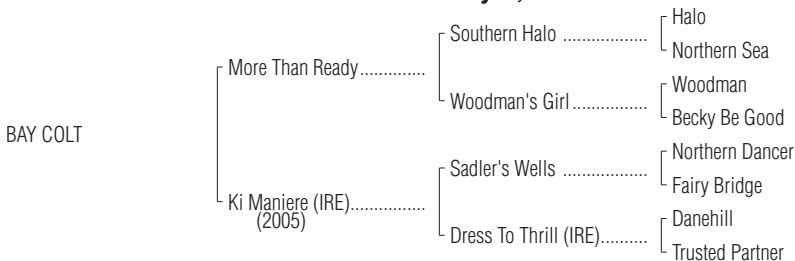 Halo
Southern Halo ..................
Northern Sea
More Than Ready..............
Woodman
Woodman's Girl................
Becky Be Good
BAY COLT
Northern Dancer
Sadler's Wells ..................
Fairy Bridge
Ki Maniere (IRE)................
(2005)
Danehill
Dress To Thrill (IRE)..........
Trusted Partner